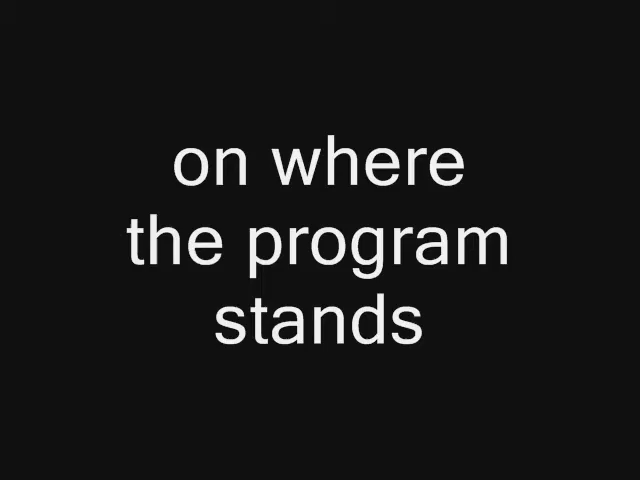 on where
the program
stands